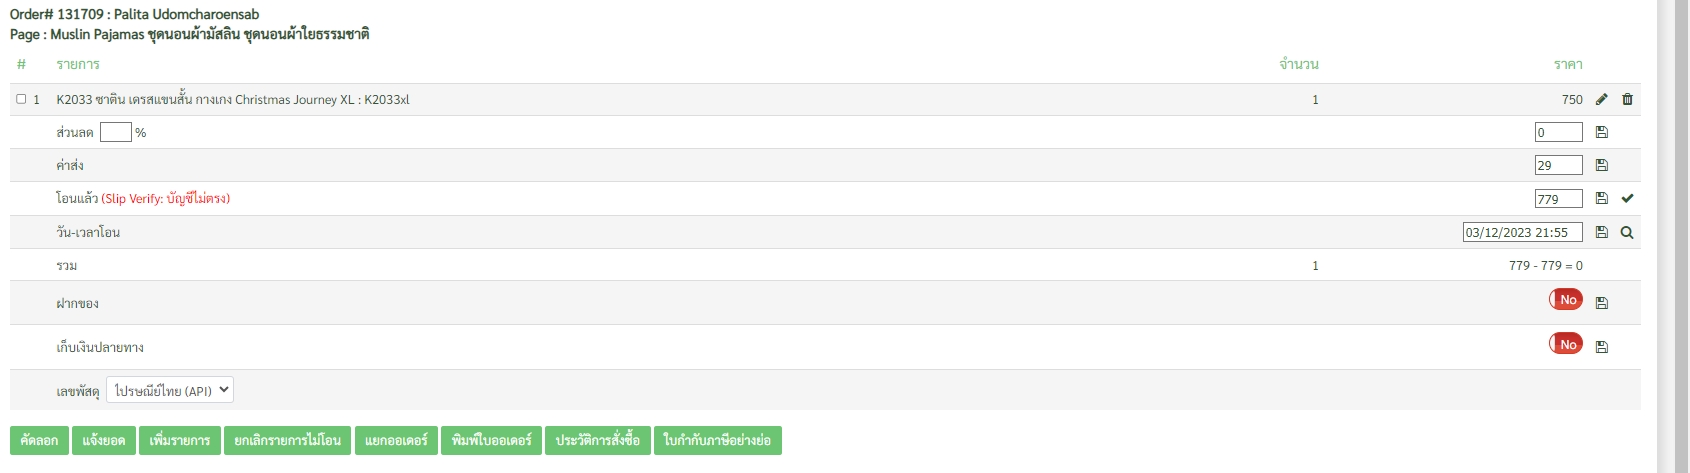 Order# 131709 : Palita Udomcharoensab
Page : Muslin Pajamas ชุดนอนผ้ามัสลิน ชุดนอนผ้าใยธรรมชาติ
# รายการ จำนวน ราคา
1 K2033 ซาติน เดรสแขนสั้น กางเกง Christmas Journey XL : K2033xl 1 750
ส่วนลด % 0
ค่าส่ง 29
โอนแล้ว (Slip Verify: บัญชีไม่ตรง) 779
วัน-เวลาโอน 03/12/2023 21:55
รวม 1 779 - 779 = 0
ฝากของ No
เก็บเงินปลายทาง No
เลขพัสดุ ไปรษณีย์ไทย (API)
คัดลอก แจ้งยอด เพิ่มรายการ ยกเลิกรายการไม่โอน แยกออเดอร์ พิมพ์ใบออเดอร์ ประวัติการสั่งซื้อ ใบกำกับภาษีอย่างย่อ